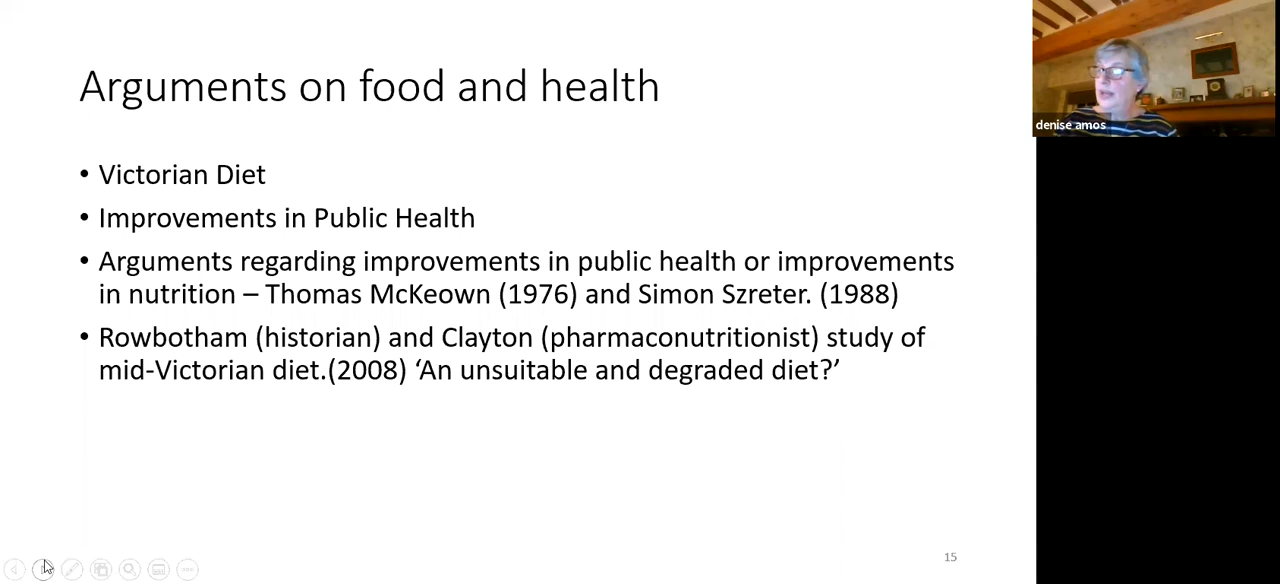 Arguments on food and health
• Victorian Diet
• Improvements in Public Health
• Arguments regarding improvements in public health or improvements
in nutrition – Thomas McKeown (1976) and Simon Szreter. (1988)
• Rowbotham (historian) and Clayton (pharmaconutritionist) study of
mid-Victorian diet.(2008) ‘An unsuitable and degraded diet?’
15
denise amos